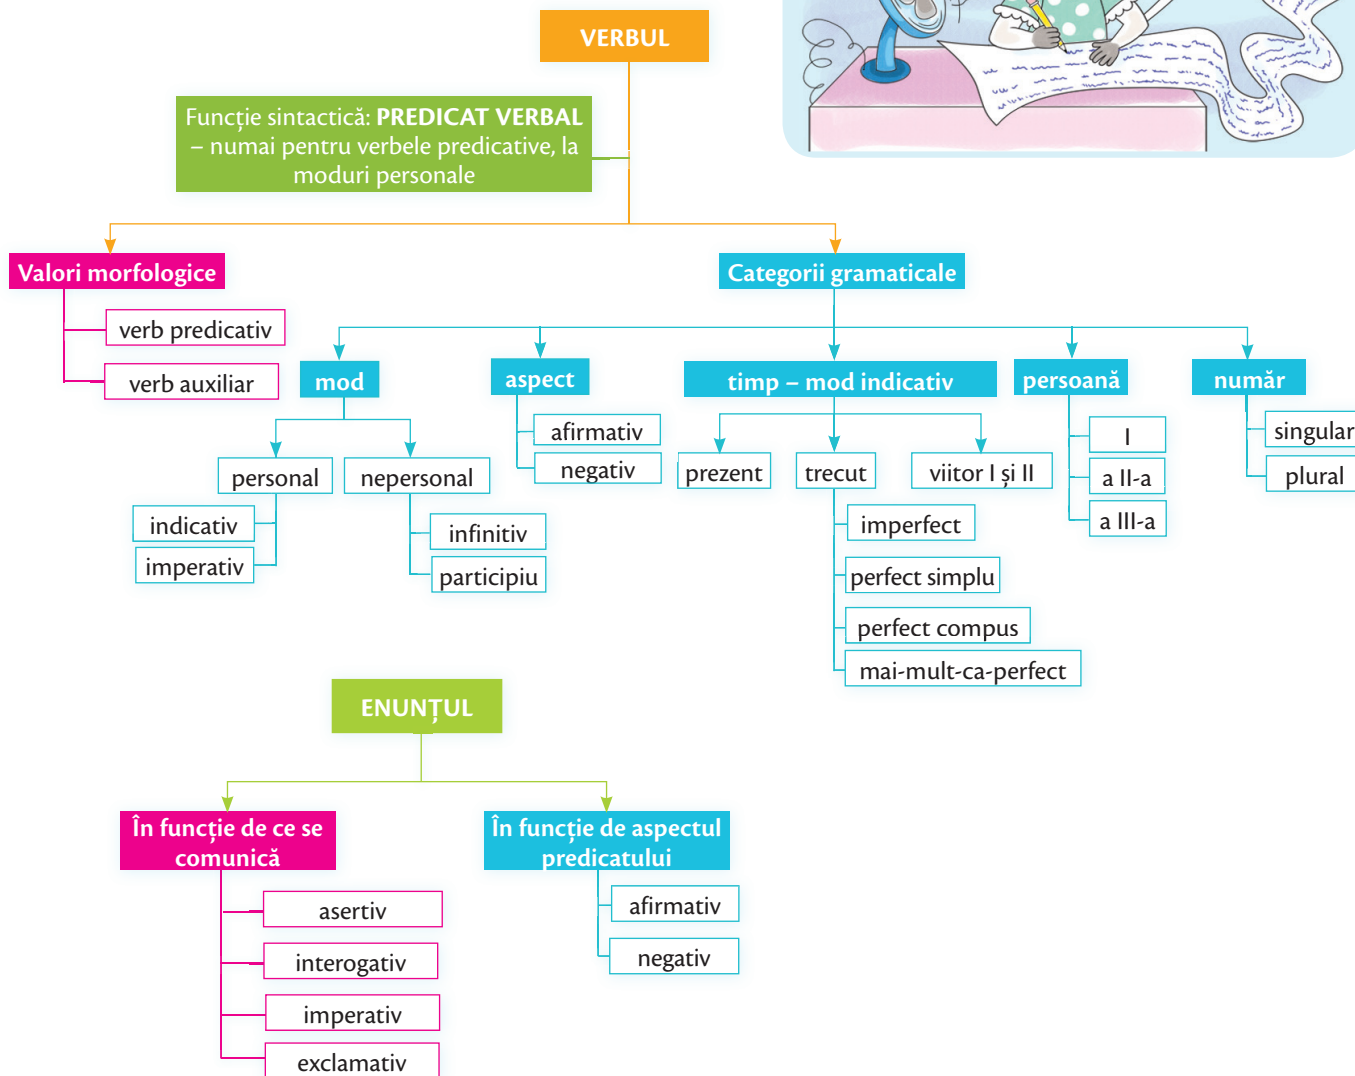 VERBUL
Funcție sintactică: PREDICAT VERBAL
– numai pentru verbele predicative, la
moduri personale
Valori morfologice
verb predicativ
verb auxiliar
Categorii gramaticale
mod
personal
indicativ
imperativ
nepersonal
infinitiv
participiu
aspect
afirmativ
negativ
timp – mod indicativ
prezent
trecut
imperfect
perfect simplu
perfect compus
mai-mult-ca-perfect
viitor I și II
persoană
I
a II-a
a III-a
număr
singular
plural
ENUNȚUL
În funcție de ce se
comunică
asertiv
interogativ
imperativ
exclamativ
În funcție de aspectul
predicatului
afirmativ
negativ